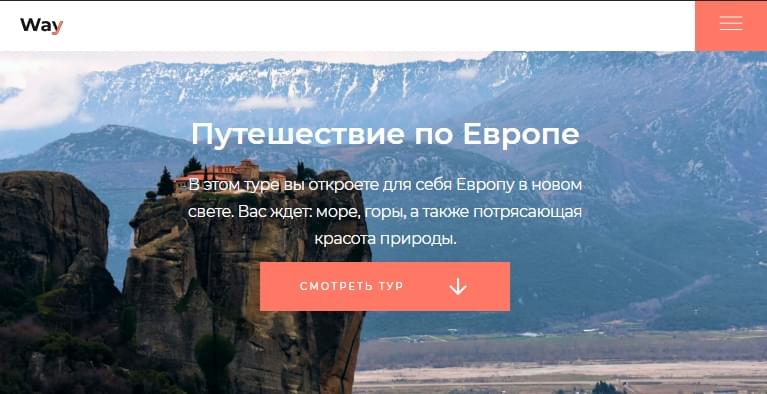 Way
Путешествие по Европе
В этом туре вы откроете для себя Европу в новом
свете. Вас ждет: море, горы, а также потрясающая
красота природы.
СМОТРЕТЬ ТУР